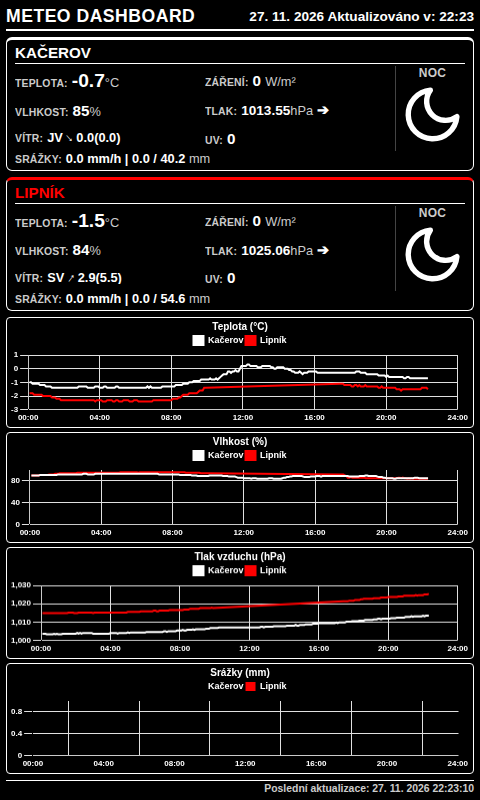 METEO DASHBOARD 27. 11. 2026 Aktualizováno v: 22:23
KAČEROV
TEPLOTA: -0.7°C ZÁŘENÍ: 0 W/m² NOC
VLHKOST: 85% TLAK: 1013.55hPa ➔
VÍTR: JV → 0.0(0.0) UV: 0
SRÁŽKY: 0.0 mm/h | 0.0 / 40.2 mm
LIPNÍK
TEPLOTA: -1.5°C ZÁŘENÍ: 0 W/m² NOC
VLHKOST: 84% TLAK: 1025.06hPa ➔
VÍTR: SV → 2.9(5.5) UV: 0
SRÁŽKY: 0.0 mm/h | 0.0 / 54.6 mm
Teplota (°C)
Kačerov Lipník
1
0
-1
-2
-3
00:00 04:00 08:00 12:00 16:00 20:00 24:00
Vlhkost (%)
Kačerov Lipník
80
40
0
00:00 04:00 08:00 12:00 16:00 20:00 24:00
Tlak vzduchu (hPa)
Kačerov Lipník
1,030
1,020
1,010
1,000
00:00 04:00 08:00 12:00 16:00 20:00 24:00
Srážky (mm)
Kačerov Lipník
0.8
0.4
0
00:00 04:00 08:00 12:00 16:00 20:00 24:00
Poslední aktualizace: 27. 11. 2026 22:23:10